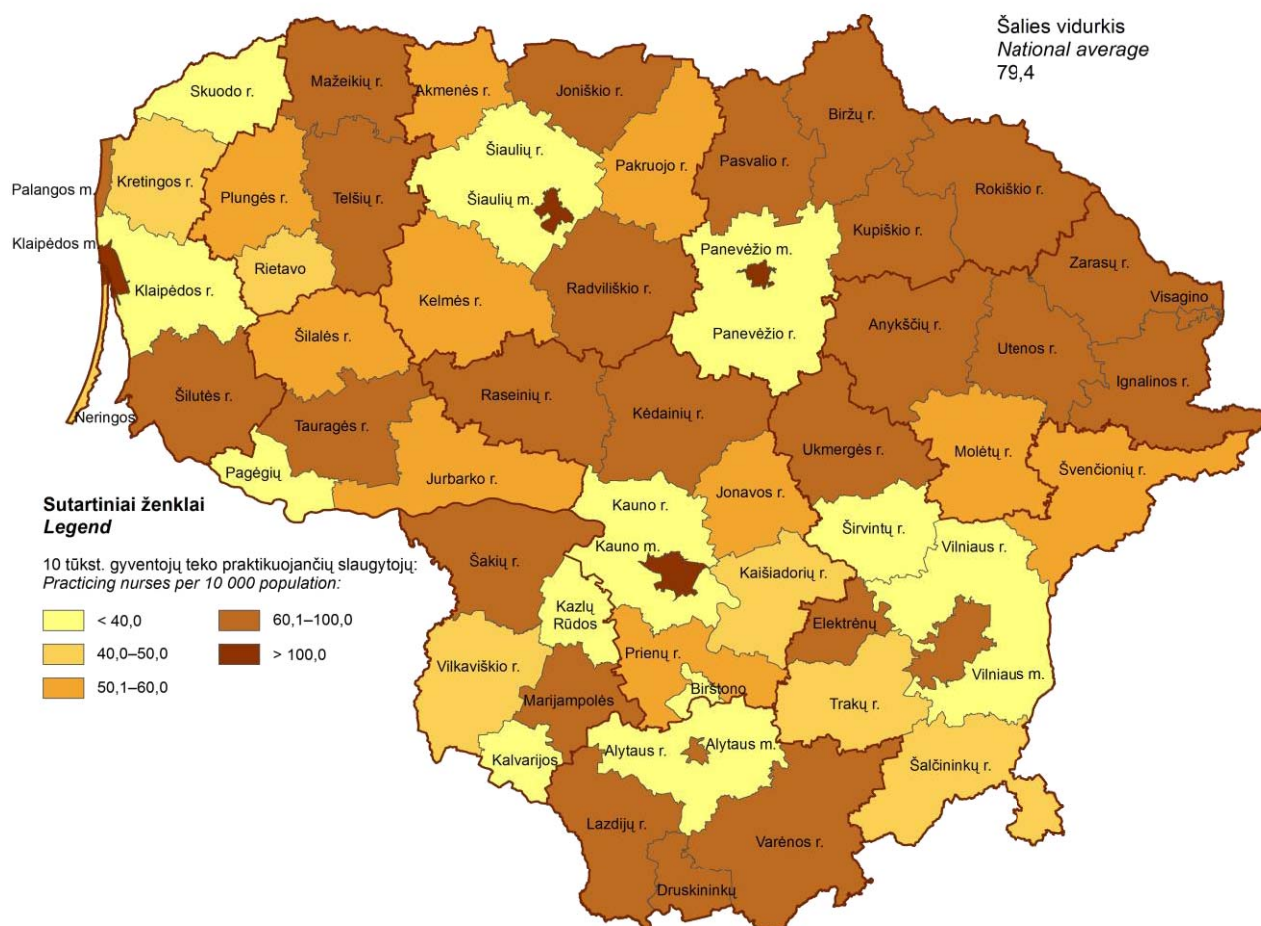 Šalies vidurkis
National average
79,4
Skuodo r.
Mažeikių r.
Akmenės r.
Joniškio r.
Biržų r.
Šiaulių r.
Pakruojo r.
Pasvalio r.
Rokiškio r.
Palangos m.
Kretingos r.
Plungės r.
Telšių r.
Šiaulių m.
Kupiškio r.
Klaipėdos m.
Klaipėdos r.
Rietavo
Kelmės r.
Radviliškio r.
Panevėžio m.
Panevėžio r.
Zarasų r.
Visagino
Anykščių r.
Utenos r.
Ignalinos r.
Šilalės r.
Šilutės r.
Neringos
Tauragės r.
Raseinių r.
Kėdainių r.
Ukmergės r.
Molėtų r.
Švenčionių r.
Pagėgių
Jurbarko r.
Jonavos r.
Kauno r.
Kauno m.
Širvintų r.
Vilniaus r.
Šakių r.
Kazlų
Rūdos
Kaišiadorių r.
Elektrėnų
Vilkaviškio r.
Prienų r.
Birštono
Vilniaus m.
Marijampolės
Trakų r.
Kalvarijos
Alytaus r.
Alytaus m.
Šalčininkų r.
Lazdijų r.
Varėnos r.
Druskininkų
Sutartiniai ženklai
Legend
10 tūkst. gyventojų teko praktikuojančių slaugytojų:
Practicing nurses per 10 000 population:
< 40,0
40,0–50,0
50,1–60,0
60,1–100,0
> 100,0